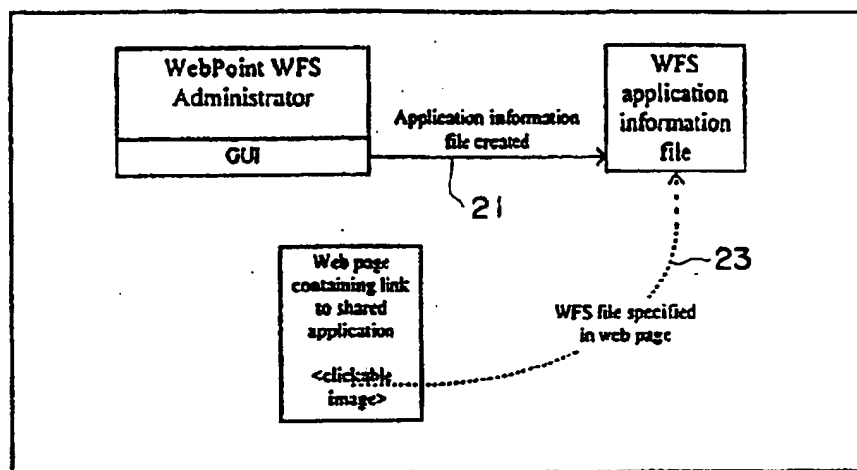 WebPoint WFS
Administrator
GUI
Application information
file created
21
WFS
application
information
file
23
Web page
containing link
to shared
application
<clickable
image>
WFS file specified
in web page